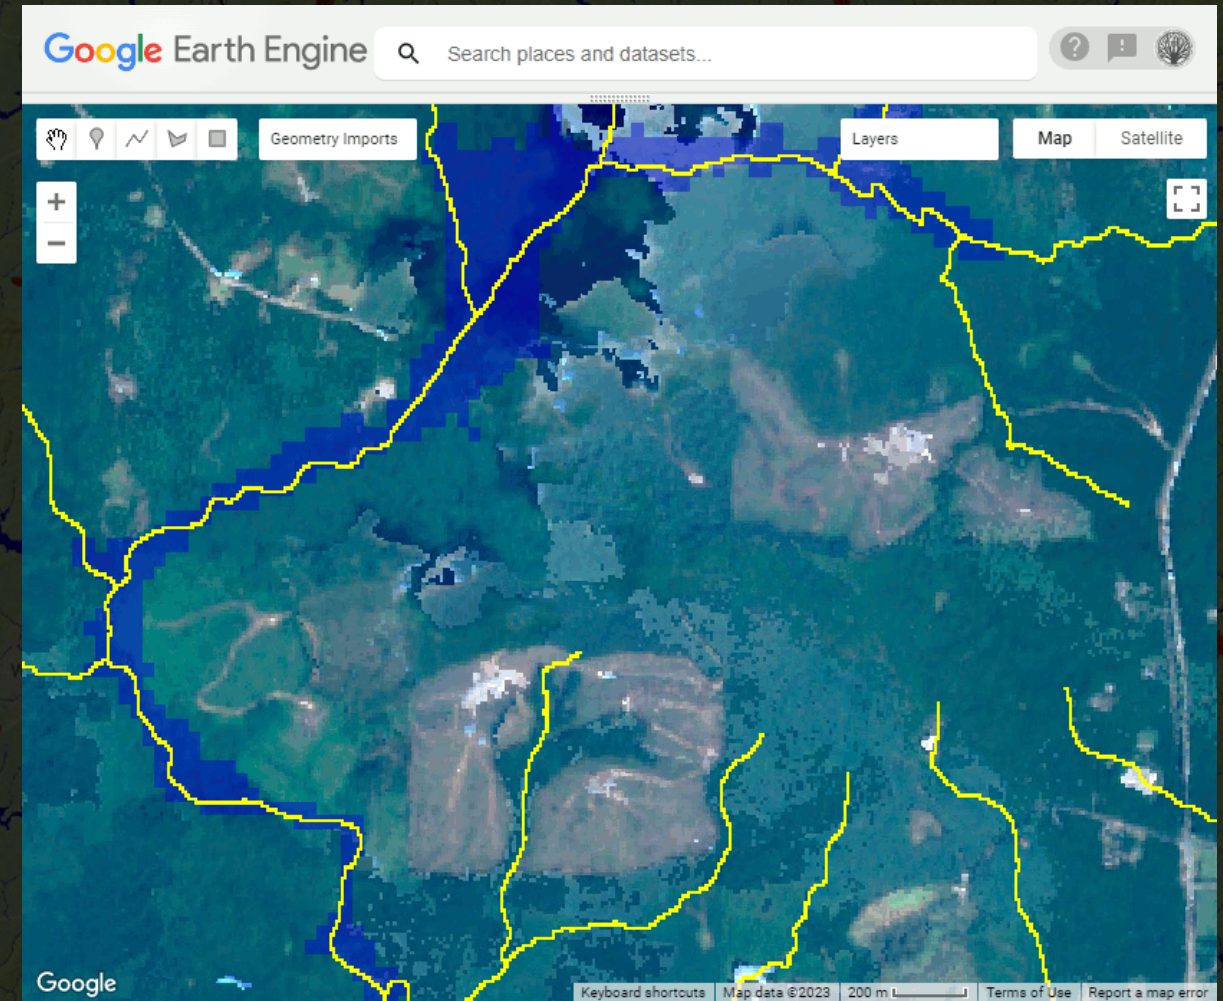 Google Earth Engine
Search places and datasets...
Geometry Imports
Layers
Map
Satellite
Google
Keyboard shortcuts
Map data ©2023
200 m
Terms of Use
Report a map error